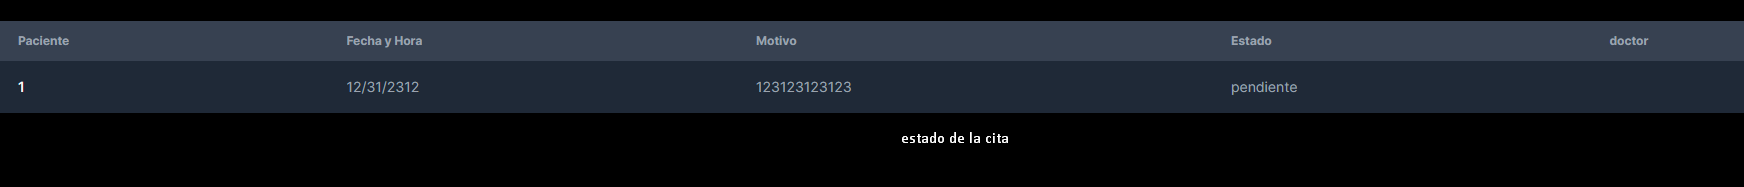 Paciente Fecha y Hora Motivo Estado doctor
1 12/31/2312 123123123123 pendiente
estado de la cita